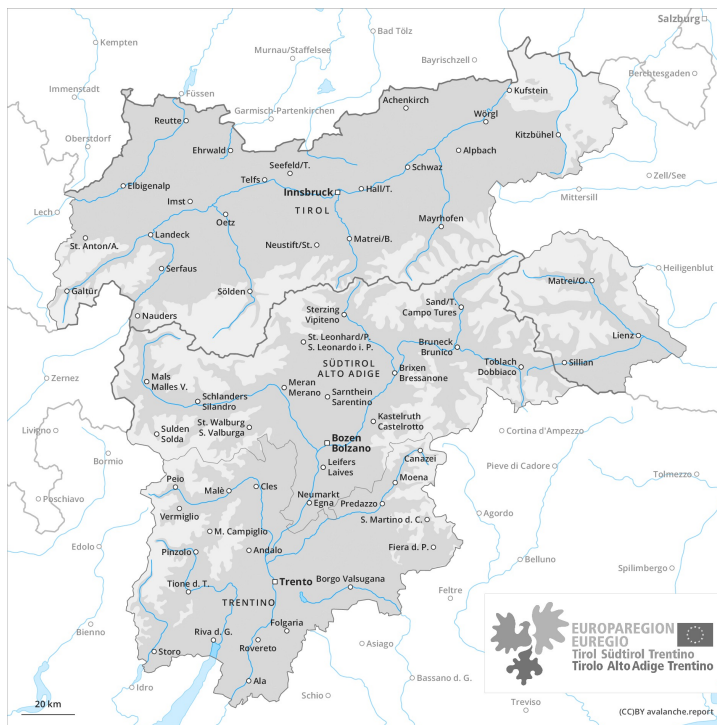 Salzburg
Kempten
Bad Tölz
Murnau/Staffelsee
Bayrischzell
Berchtesgaden
Immenstadt
Füssen
Kufstein
Achenkirch
Garmisch-Partenkirchen
Reutte
Wörgl
Oberstdorf
Kitzbühel
Ehrwald
Alpbach
Seefeld/T.
Schwaz
Zell/See
Telfs
Elbigenalp
Innsbruck
Hall/T.
Mittersill
Imst
TIROL
Lech
Oetz
Mayrhofen
Landeck
Matrei/B.
St. Anton/A.
Neustift/St.
Serfaus
Heiligenblut
Matrei/O.
Galtür
Sölden
Sand/T.
Campo Tures
Nauders
Sterzing
Vipiteno
Lienz
St. Leonhard/P.
S. Leonardo i. P.
Bruneck
Brunico
Toblach
Dobbiaco
Sillian
SÜDTIROL
ALTO ADIGE
Brixen
Bressanone
Zernez
Mals
Malles V.
Meran
Merano
Schlanders
Silandro
Sarnthein
Sarentino
St. Walburg
S. Valburga
Kastelruth
Castelrotto
Livigno
Sulden
Solda
Cortina d'Ampezzo
Bozen
Bolzano
Bormio
Canazei
Pieve di Cadore
Leifers
Laives
Tolmezzo
Peio
Moena
Malè
Cles
Poschiavo
Neumarkt
Egna
Predazzo
Vermiglio
Agordo
S. Martino d. C.
M. Campiglio
Edolo
Pinzolo
Andalo
Fiera d. P.
Belluno
Spilimbergo
Tione d. T.
Trento
Borgo Valsugana
Feltre
TRENTINO
Folgaria
Bienno
Riva d. G.
Rovereto
Asiago
Storo
Ala
Bassano d. G.
Idro
Schio
Treviso
EUROPAREGION
EUREGIO
Tirol Südtirol Trentino
Tirolo Alto Adige Trentino
20 km
(CC)BY avalanche.report